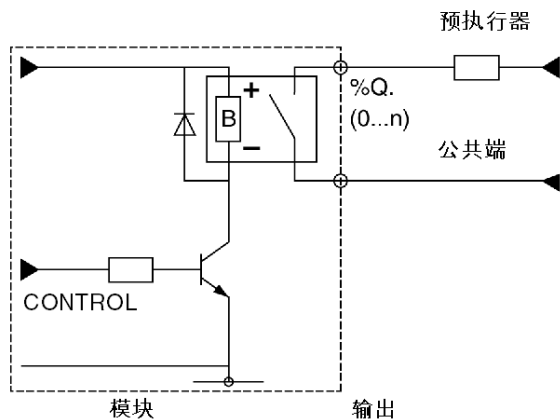 预执行器
+
B
−
%Q.
(0...n)
公共端
CONTROL
模块
输出